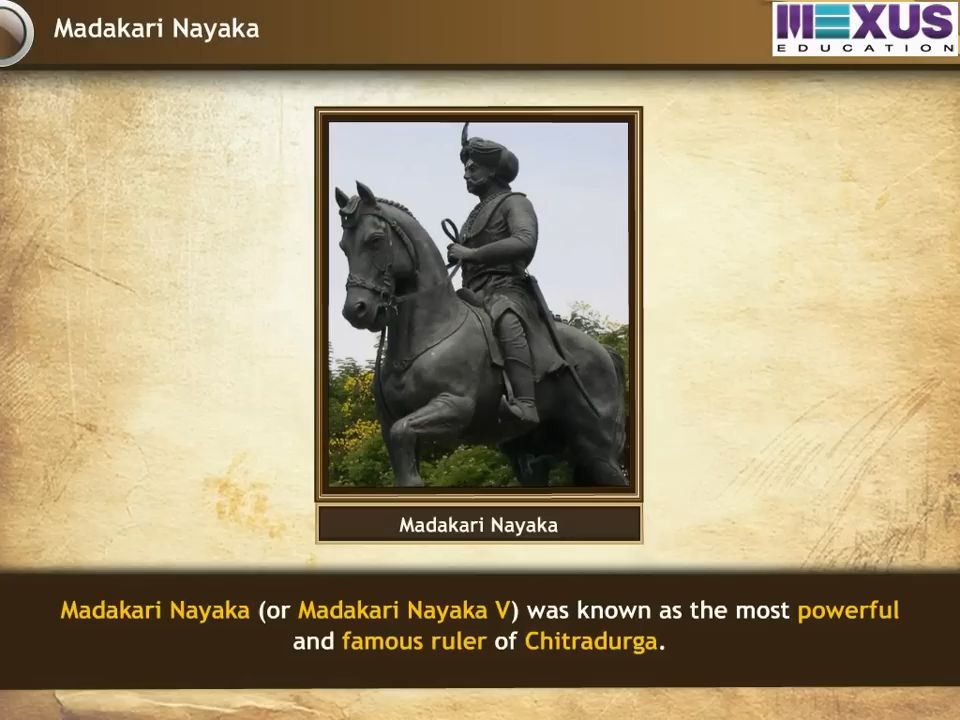 Madakari Nayaka
MEXUS
EDUCATION
Madakari Nayaka
Madakari Nayaka (or Madakari Nayaka V) was known as the most powerful
and famous ruler of Chitradurga.